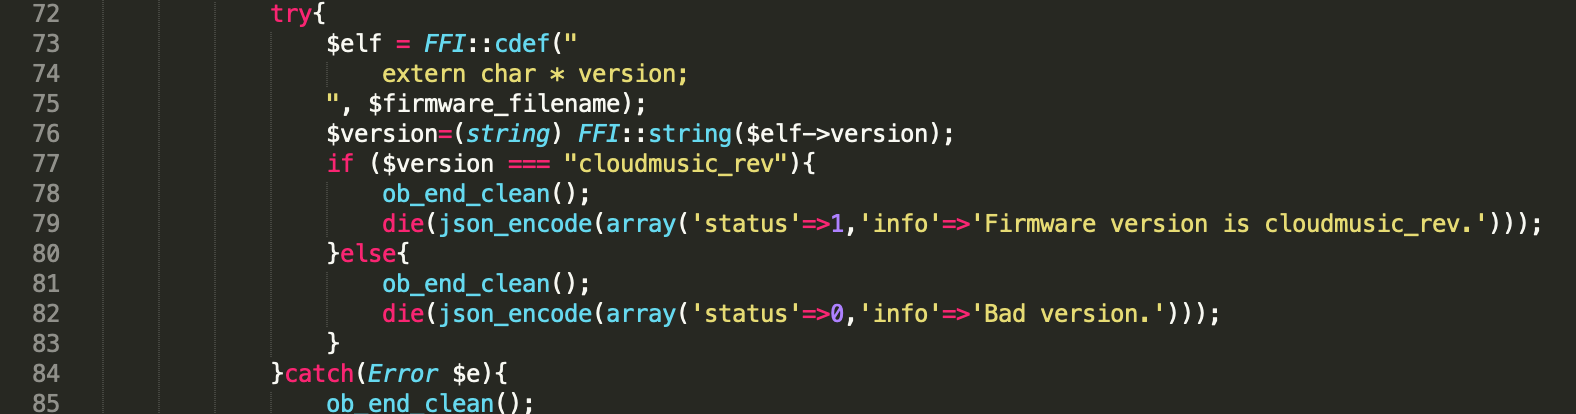 72 try{
73 $elf = FFI::cdef("
74 extern char * version;
75 ", $firmware_filename);
76 $version=(string) FFI::string($elf->version);
77 if ($version === "cloudmusic_rev"){
78 ob_end_clean();
79 die(json_encode(array('status'=>1,'info'=>'Firmware version is cloudmusic_rev.')));
80 }else{
81 ob_end_clean();
82 die(json_encode(array('status'=>0,'info'=>'Bad version.')));
83 }
84 }catch(Error $e){
85 ob_end_clean();